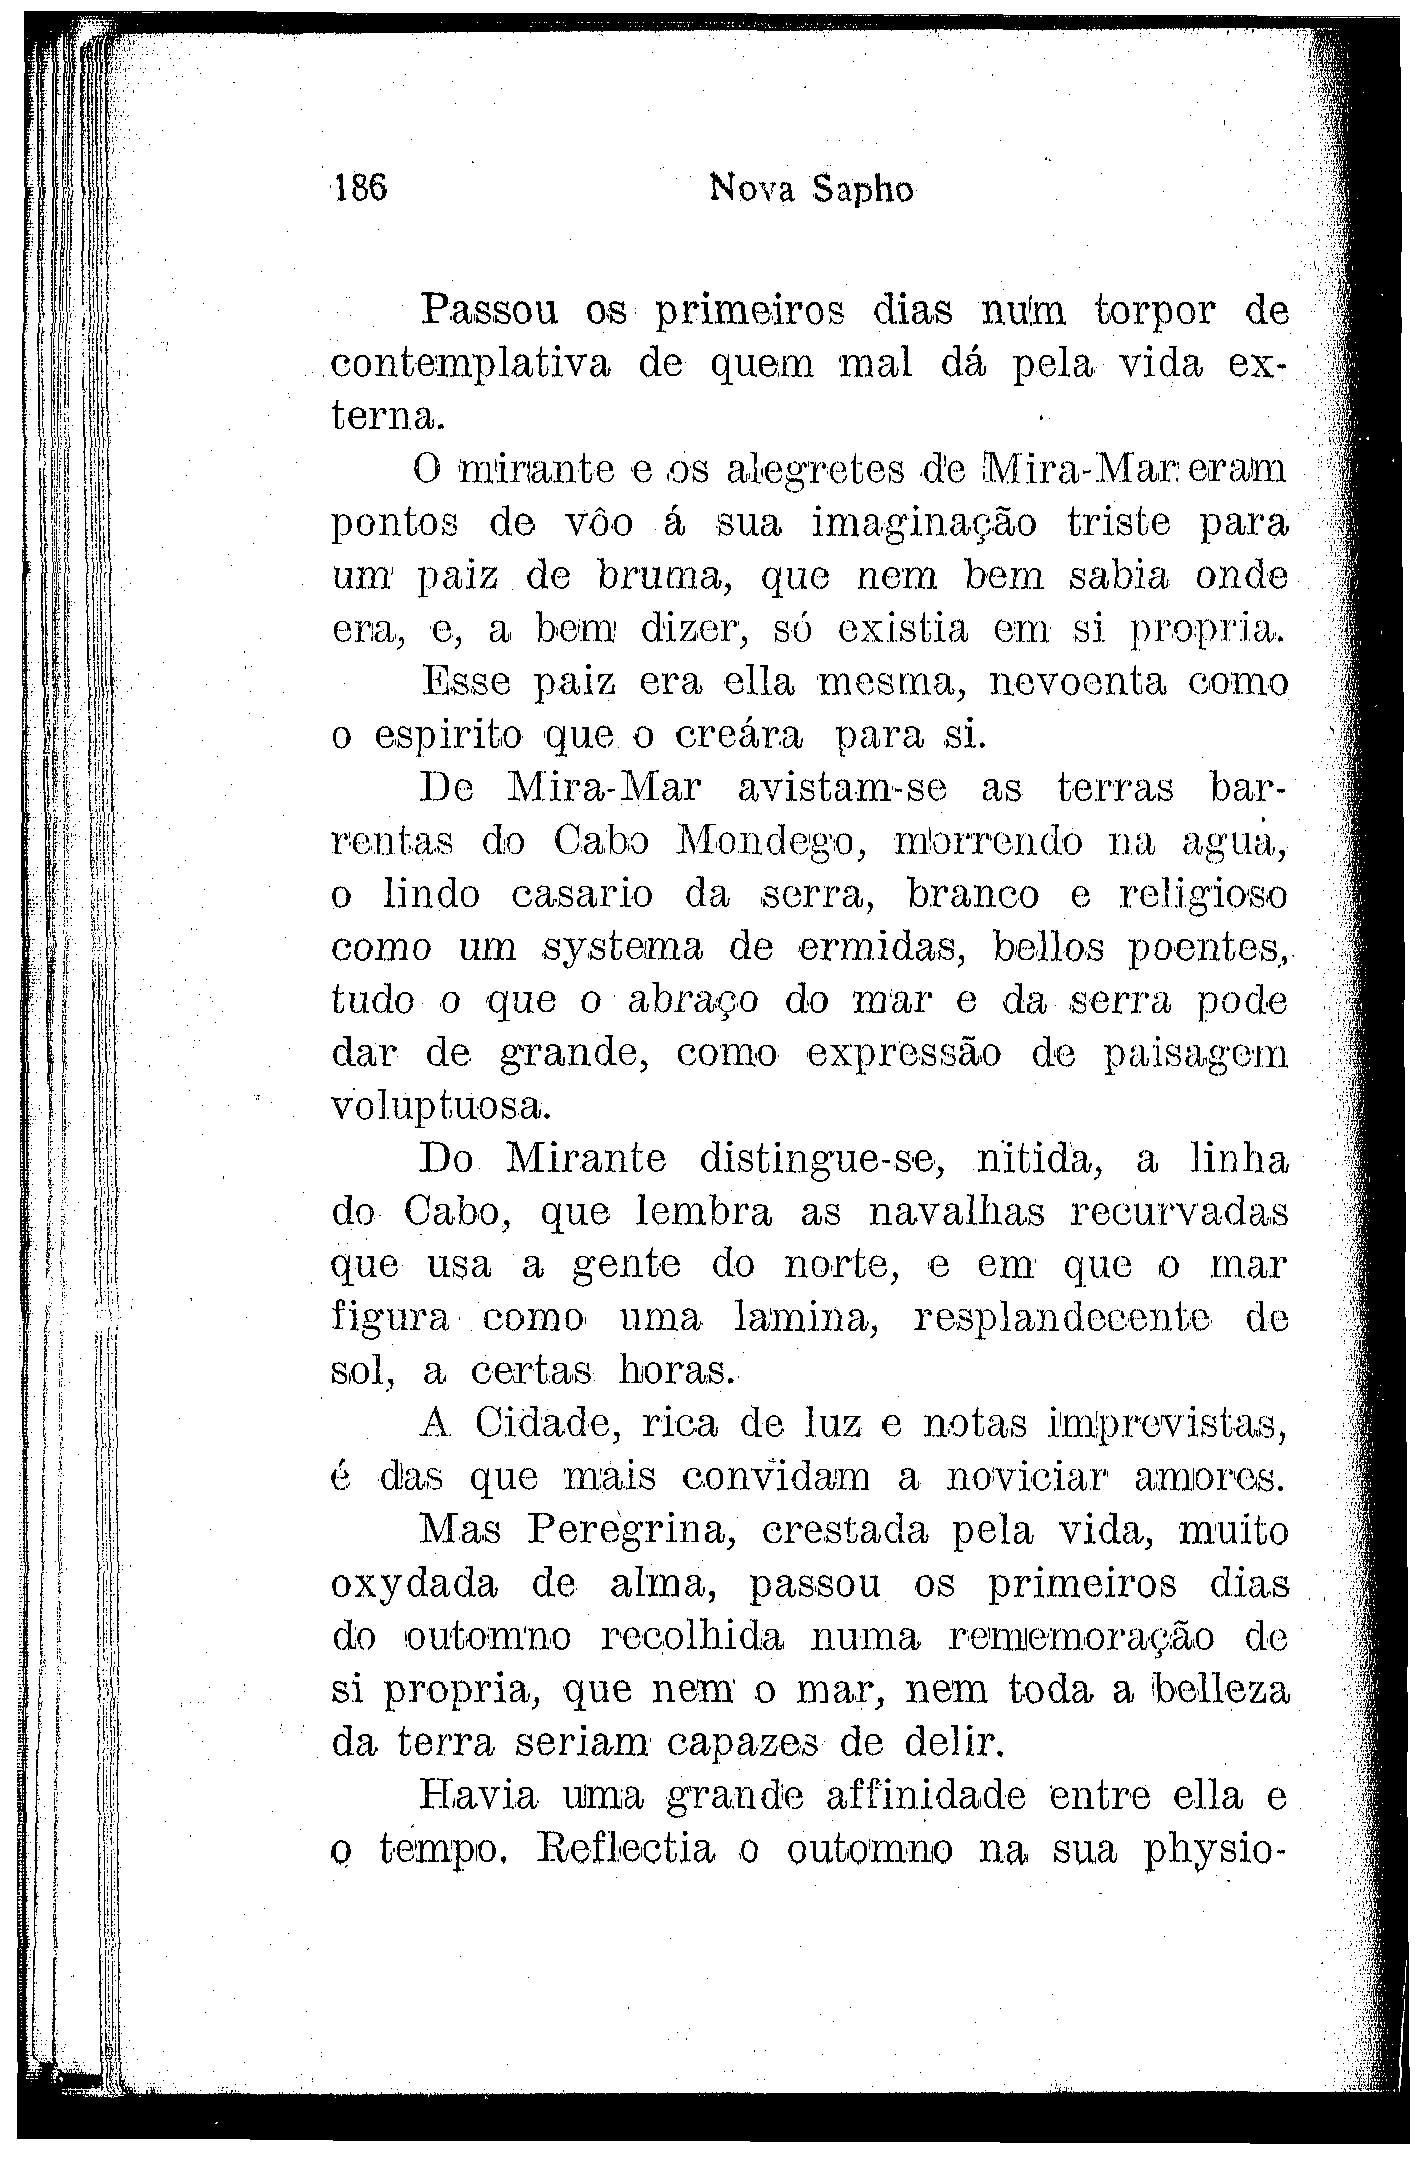 186 Nova Sapho
Passou os primeiros dias num torpor de
contemplativa de quem mal dá pela vida ex-
terna.
O mirante e os alegretes de Mira-Mar eram
pontos de vôo á sua imaginação triste para
um paiz de bruma, que nem bem sabia onde
era, e, a bem dizer, só existia em si propria.
Esse paiz era ella mesma, nevoenta como
o espirito que o creára para si.
De Mira-Mar avistam-se as terras bar-
rentas do Cabo Mondego, morrendo na agua,
o lindo casario da serra, branco e religioso
como um systema de ermidas, bellos poentes,
tudo o que o abraço do mar e da serra pode
dar de grande, como expressão de paisagem
voluptuosa.
Do Mirante distingue-se, nitida, a linha
do Cabo, que lembra as navalhas recurvadas
que usa a gente do norte, e em que o mar
figura como uma lamina, resplandecente de
sol, a certas horas.
A Cidade, rica de luz e notas imprevistas,
é das que mais convidam a noviciar amores.
Mas Peregrina, crestada pela vida, muito
oxydada de alma, passou os primeiros dias
do outomno recolhida numa rememoração de
si propria, que nem o mar, nem toda a belleza
da terra seriam capazes de delir.
Havia uma grande affinidade entre ella e
o tempo. Reflectia o outomno na sua physio-